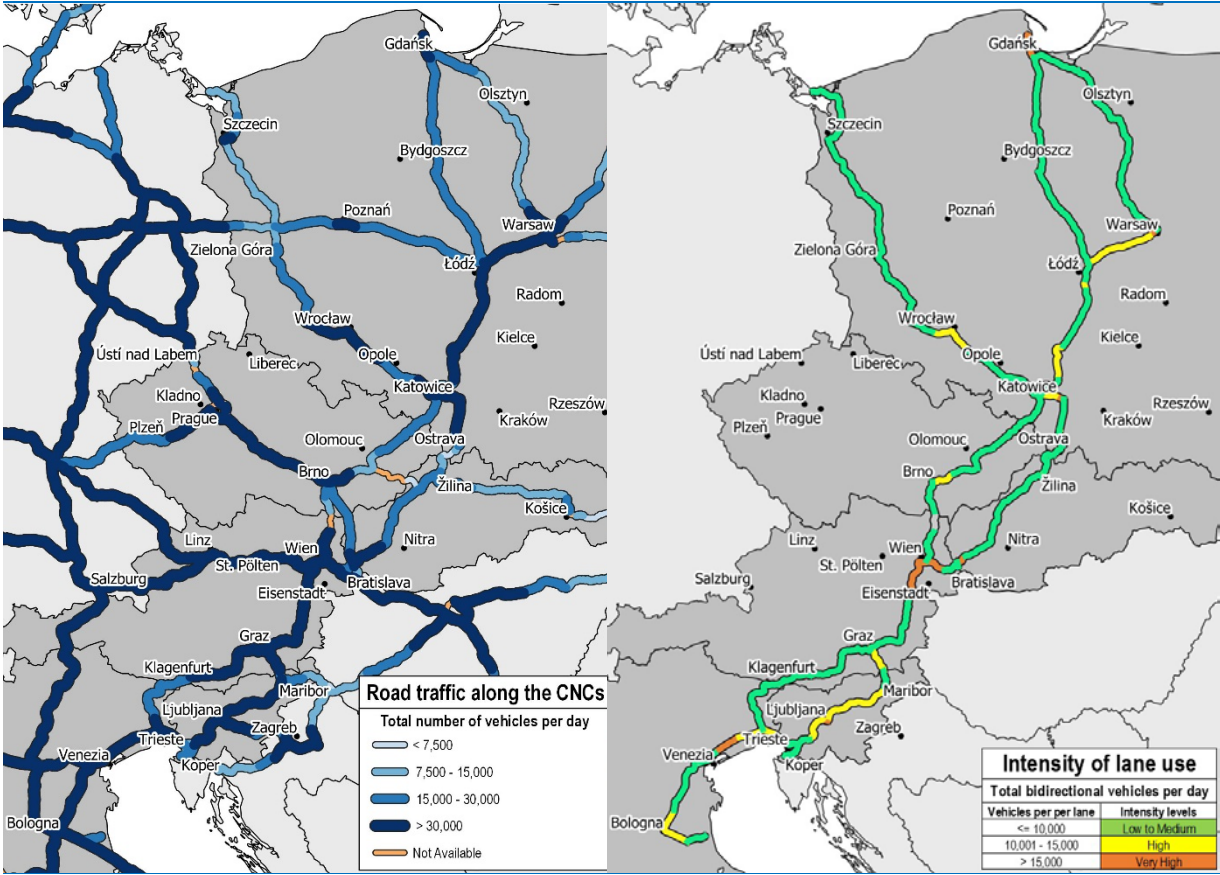 Gdańsk
Olsztyn
Szczecin
Bydgoszcz
Poznań
Warsaw
Zielona Góra
Łódź
Radom
Wrocław
Kielce
Ústí nad Labem
Liberec
Opole
Katowice
Kladno
Prague
Kraków
Rzeszów
Plzeň
Olomouc
Ostrava
Brno
Žilina
Košice
Linz
Wien
Nitra
St. Pölten
Salzburg
Bratislava
Eisenstadt
Graz
Klagenfurt
Maribor
Ljubljana
Zagreb
Trieste
Venezia
Koper
Bologna
Road traffic along the CNCs
Total number of vehicles per day
< 7,500
7,500 - 15,000
15,000 - 30,000
> 30,000
Not Available
Gdańsk
Olsztyn
Szczecin
Bydgoszcz
Poznań
Warsaw
Zielona Góra
Łódź
Radom
Wrocław
Kielce
Ústí nad Labem
Liberec
Opole
Katowice
Kladno
Prague
Kraków
Rzeszów
Plzeň
Olomouc
Ostrava
Brno
Žilina
Košice
Linz
Wien
Nitra
St. Pölten
Salzburg
Bratislava
Eisenstadt
Graz
Klagenfurt
Maribor
Ljubljana
Zagreb
Trieste
Venezia
Koper
Bologna
Intensity of lane use
Total bidirectional vehicles per day
Vehicles per per lane Intensity levels
<= 10,000 Low to Medium
10,001 - 15,000 High
> 15,000 Very High